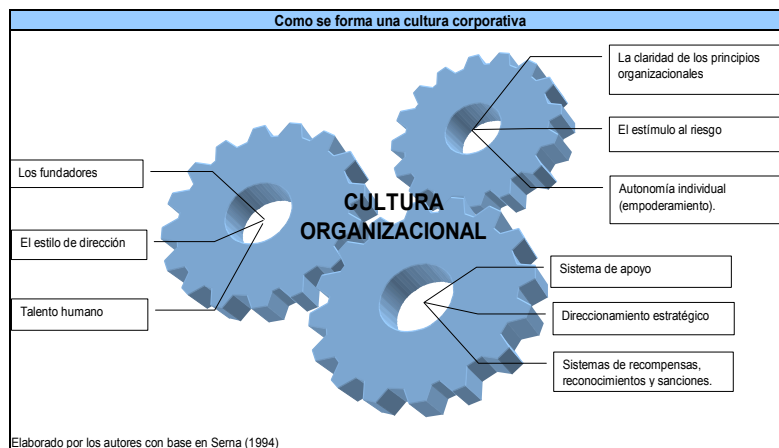 Como se forma una cultura corporativa
La claridad de los principios
organizacionales
El estímulo al riesgo
Autonomía individual
(empoderamiento).
Los fundadores
El estilo de dirección
Talento humano
CULTURA
ORGANIZACIONAL
Sistema de apoyo
Direccionamiento estratégico
Sistemas de recompensas,
reconocimientos y sanciones.
Elaborado por los autores con base en Serna (1994)